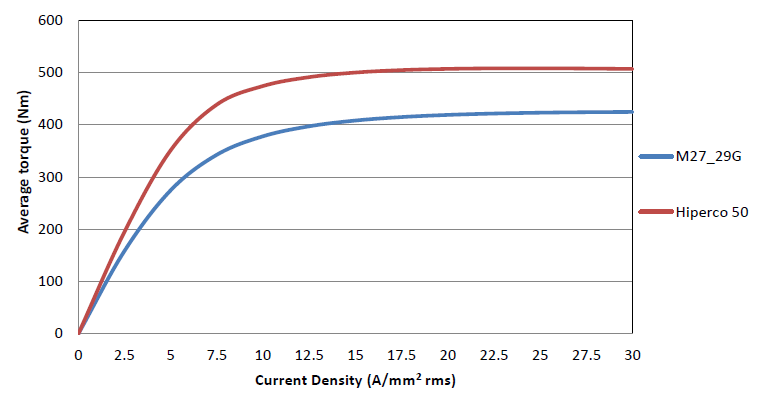 600
500
400
300
200
100
0
Average torque (Nm)
0 2.5 5 7.5 10 12.5 15 17.5 20 22.5 25 27.5 30
Current Density (A/mm² rms)
M27_29G
Hiperco 50